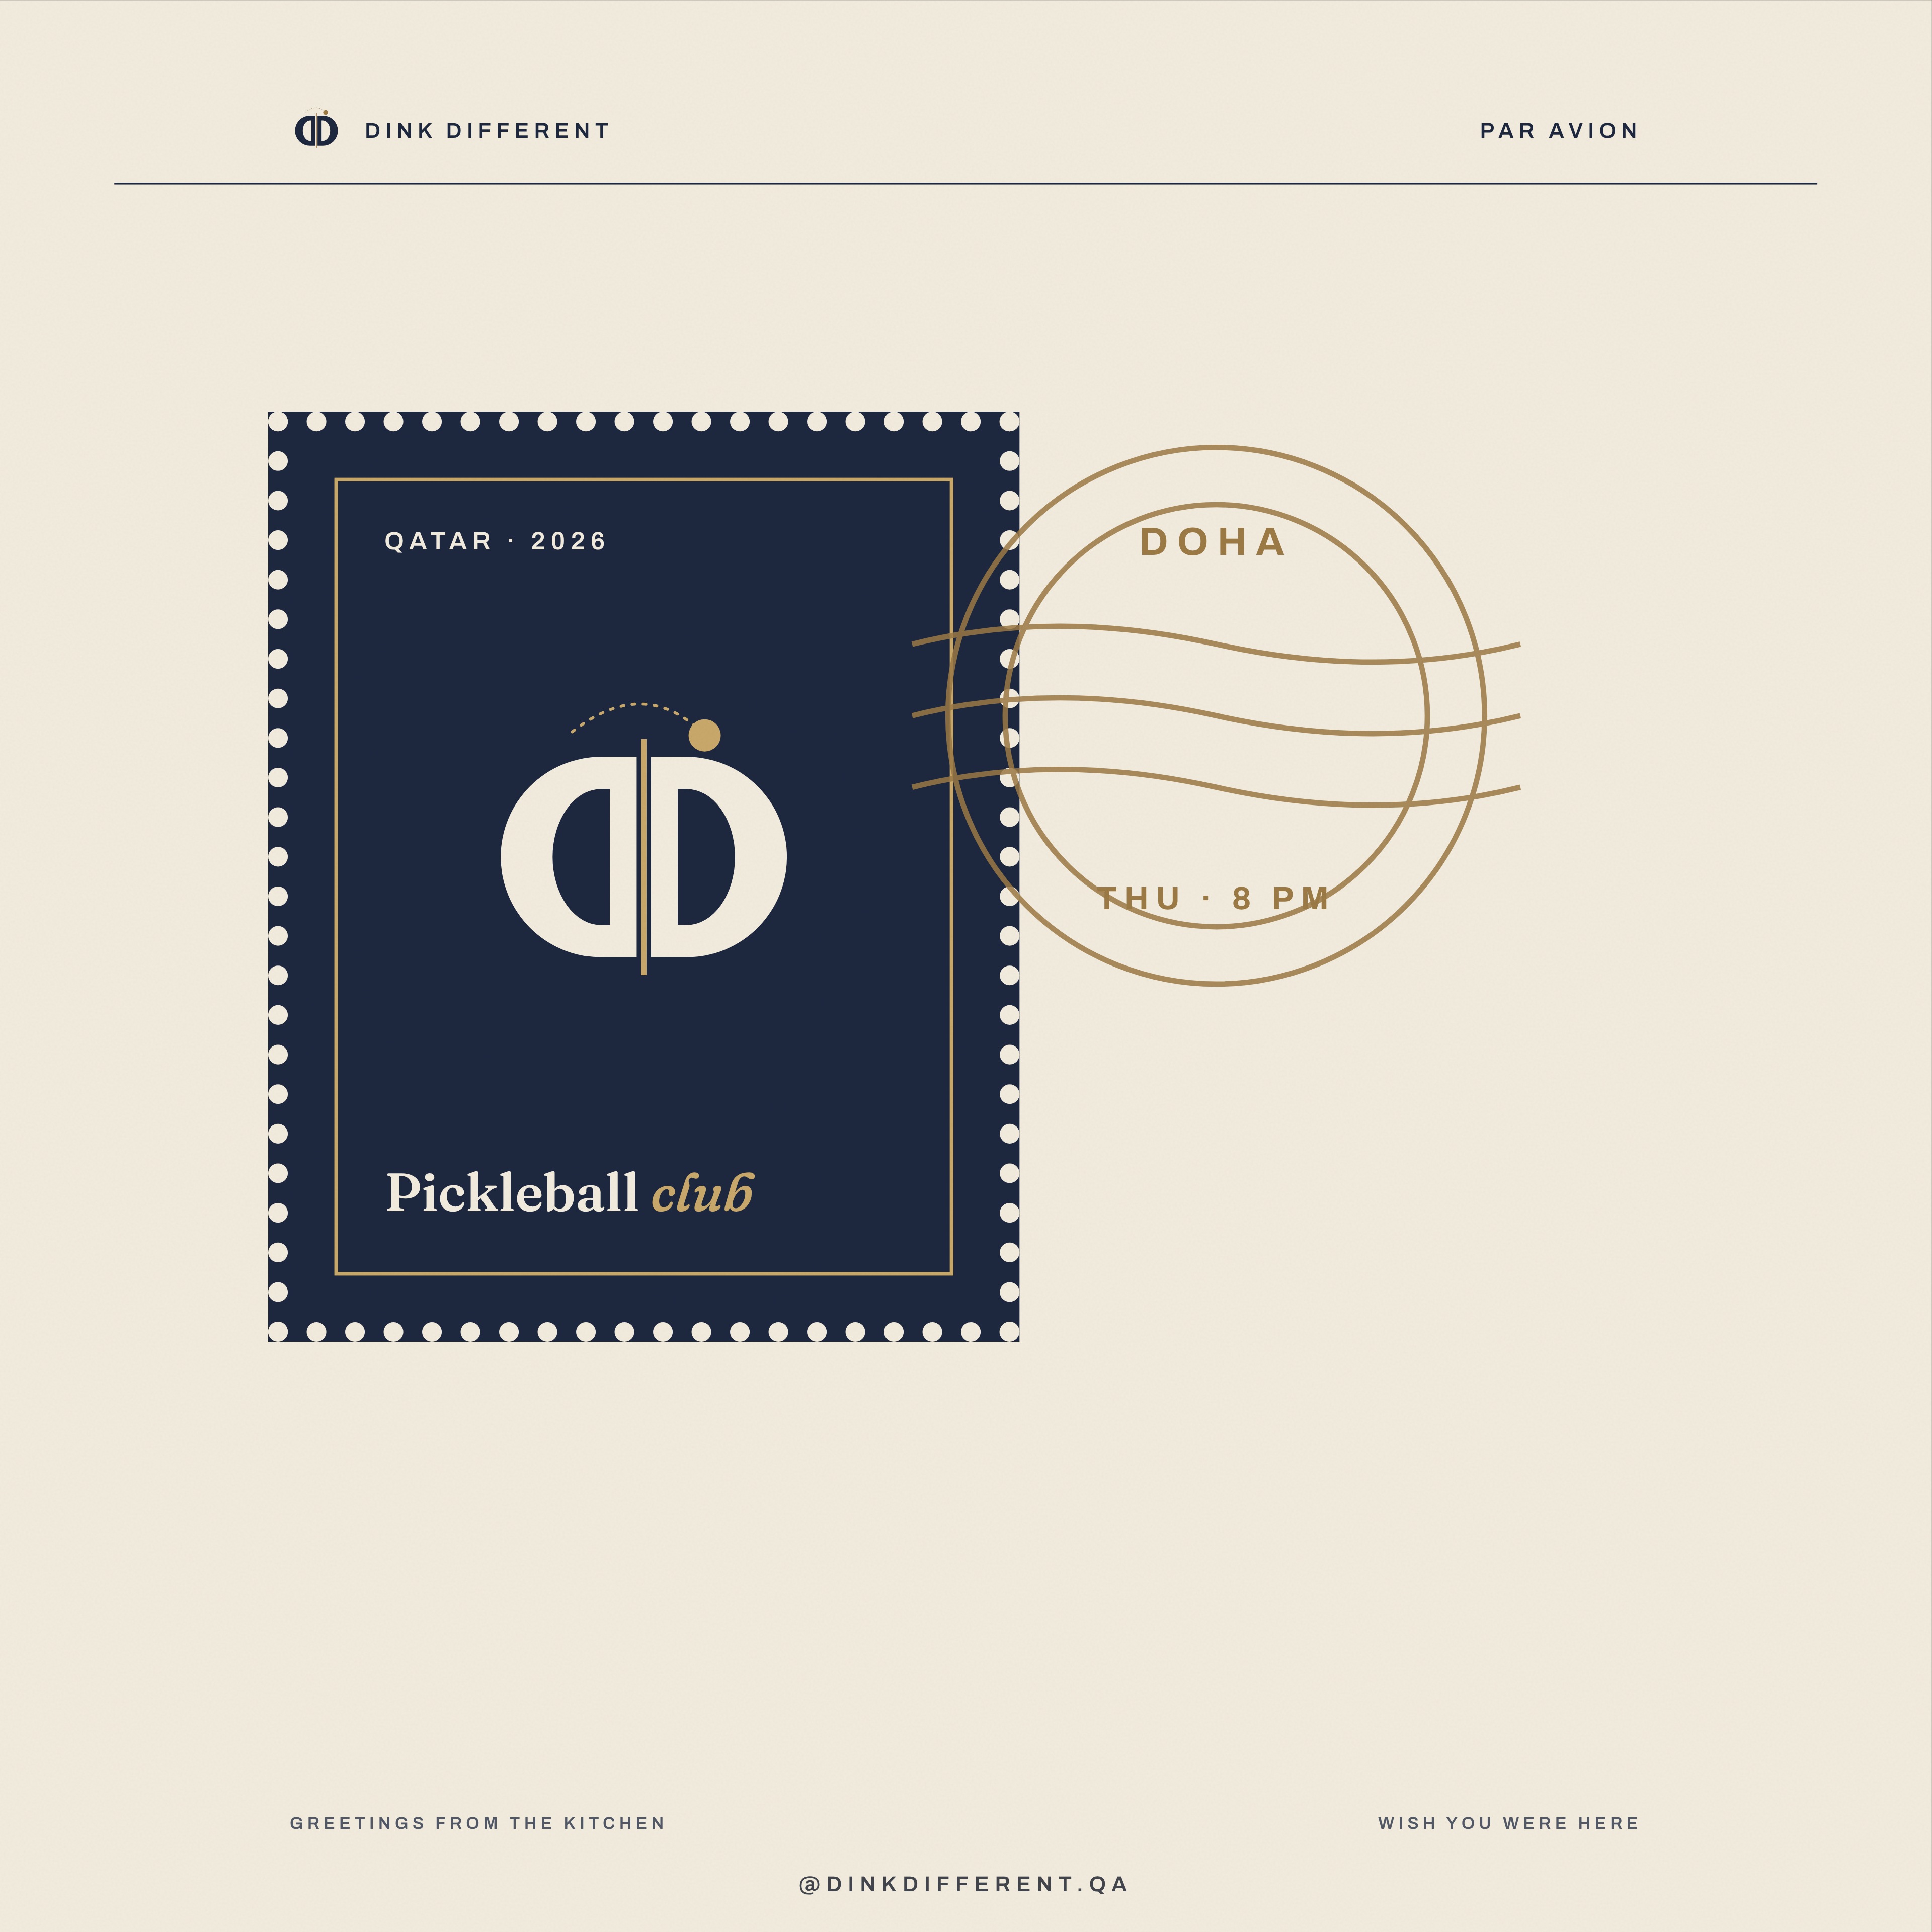 DINK DIFFERENT
PAR AVION
QATAR · 2026
DOHA
THU · 8 PM
Pickleball club
GREETINGS FROM THE KITCHEN
WISH YOU WERE HERE
@DINKDIFFERENT.QA